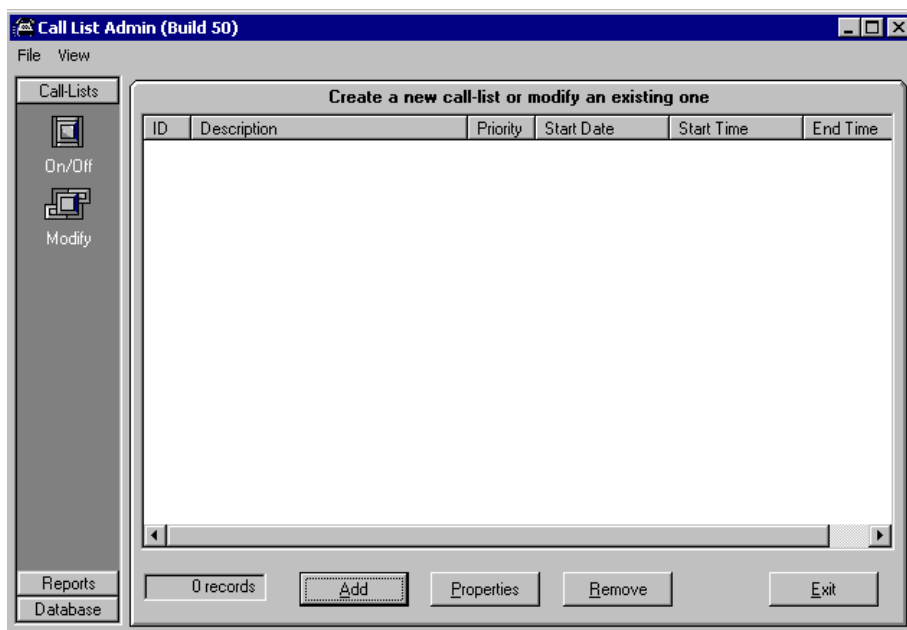 Call List Admin (Build 50)
File View
Call-Lists
On/Off
Modify
Reports
Database
Create a new call-list or modify an existing one
ID Description Priority Start Date Start Time End Time
0 records Add Properties Remove Exit